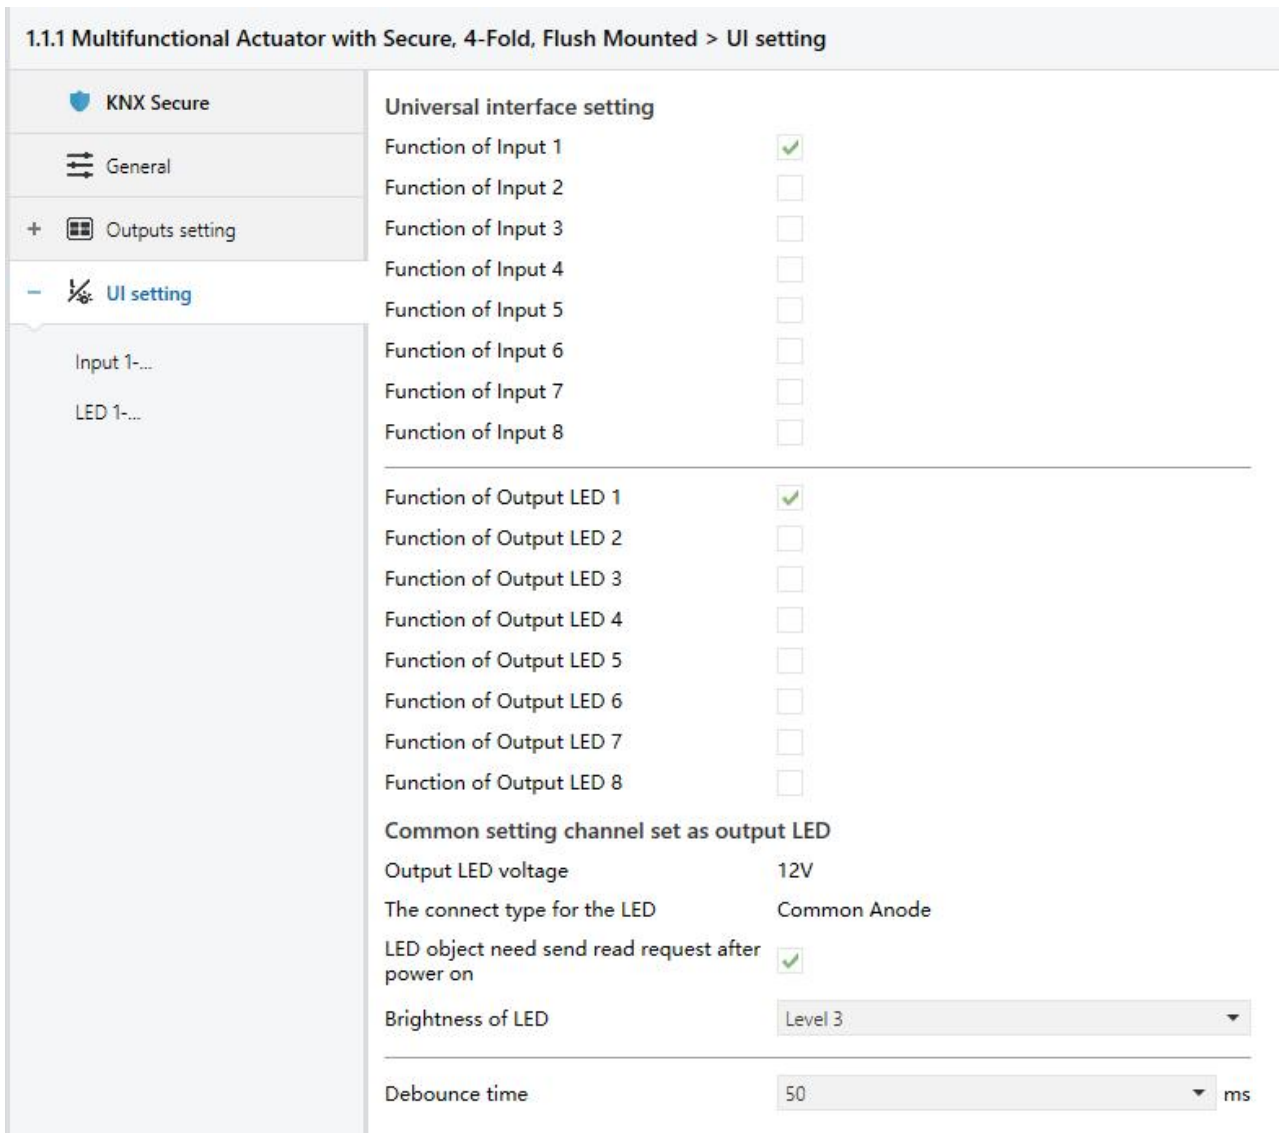 1.1.1 Multifunctional Actuator with Secure, 4-Fold, Flush Mounted > UI setting
KNX Secure
General
+ Outputs setting
− UI setting
Input 1-...
LED 1-...
Universal interface setting
Function of Input 1
Function of Input 2
Function of Input 3
Function of Input 4
Function of Input 5
Function of Input 6
Function of Input 7
Function of Input 8
Function of Output LED 1
Function of Output LED 2
Function of Output LED 3
Function of Output LED 4
Function of Output LED 5
Function of Output LED 6
Function of Output LED 7
Function of Output LED 8
Common setting channel set as output LED
Output LED voltage 12V
The connect type for the LED Common Anode
LED object need send read request after
power on
Brightness of LED Level 3
Debounce time 50 ms